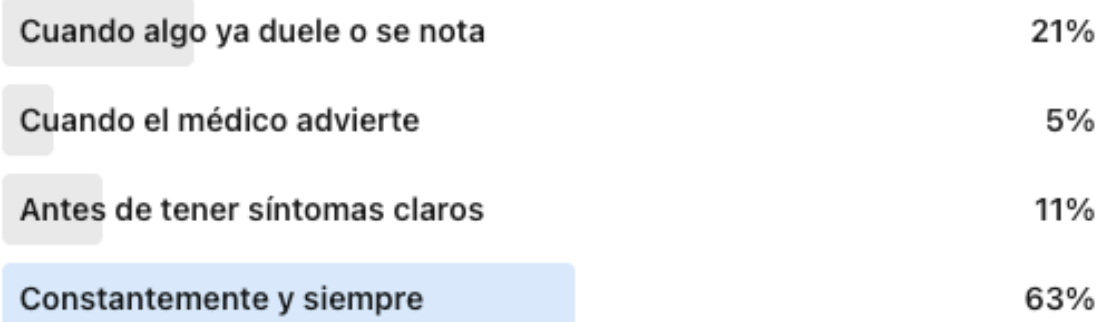 Cuando algo ya duele o se nota 21%
Cuando el médico advierte 5%
Antes de tener síntomas claros 11%
Constantemente y siempre 63%